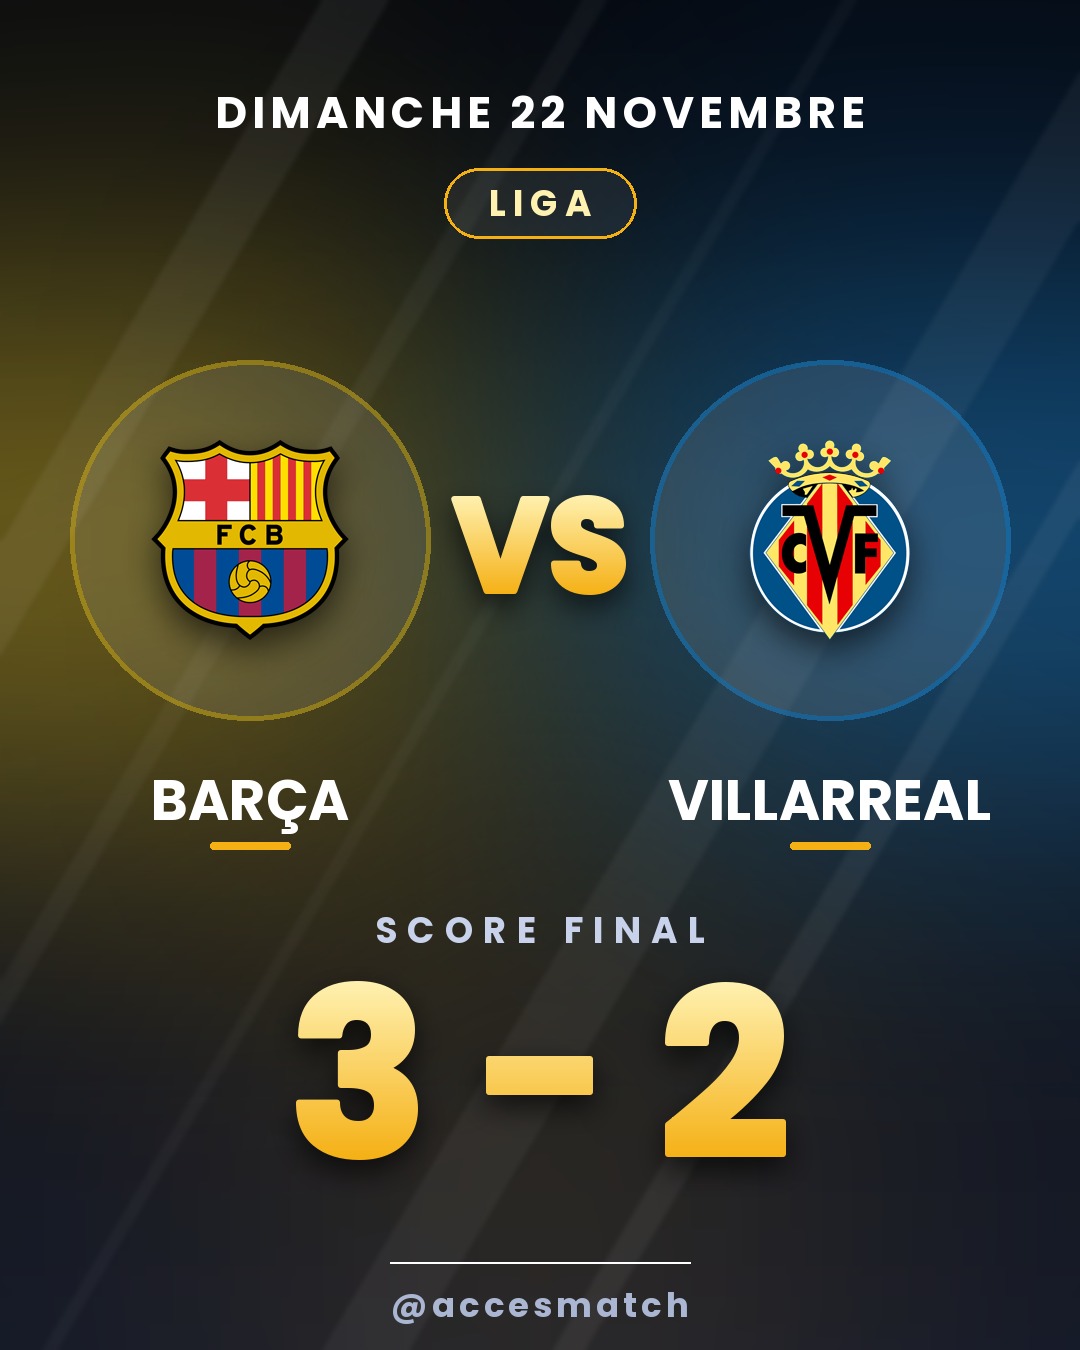 DIMANCHE 22 NOVEMBRE
LIGA
FCB
VS
CVF
BARÇA
VILLARREAL
SCORE FINAL
3 - 2
@accesmatch